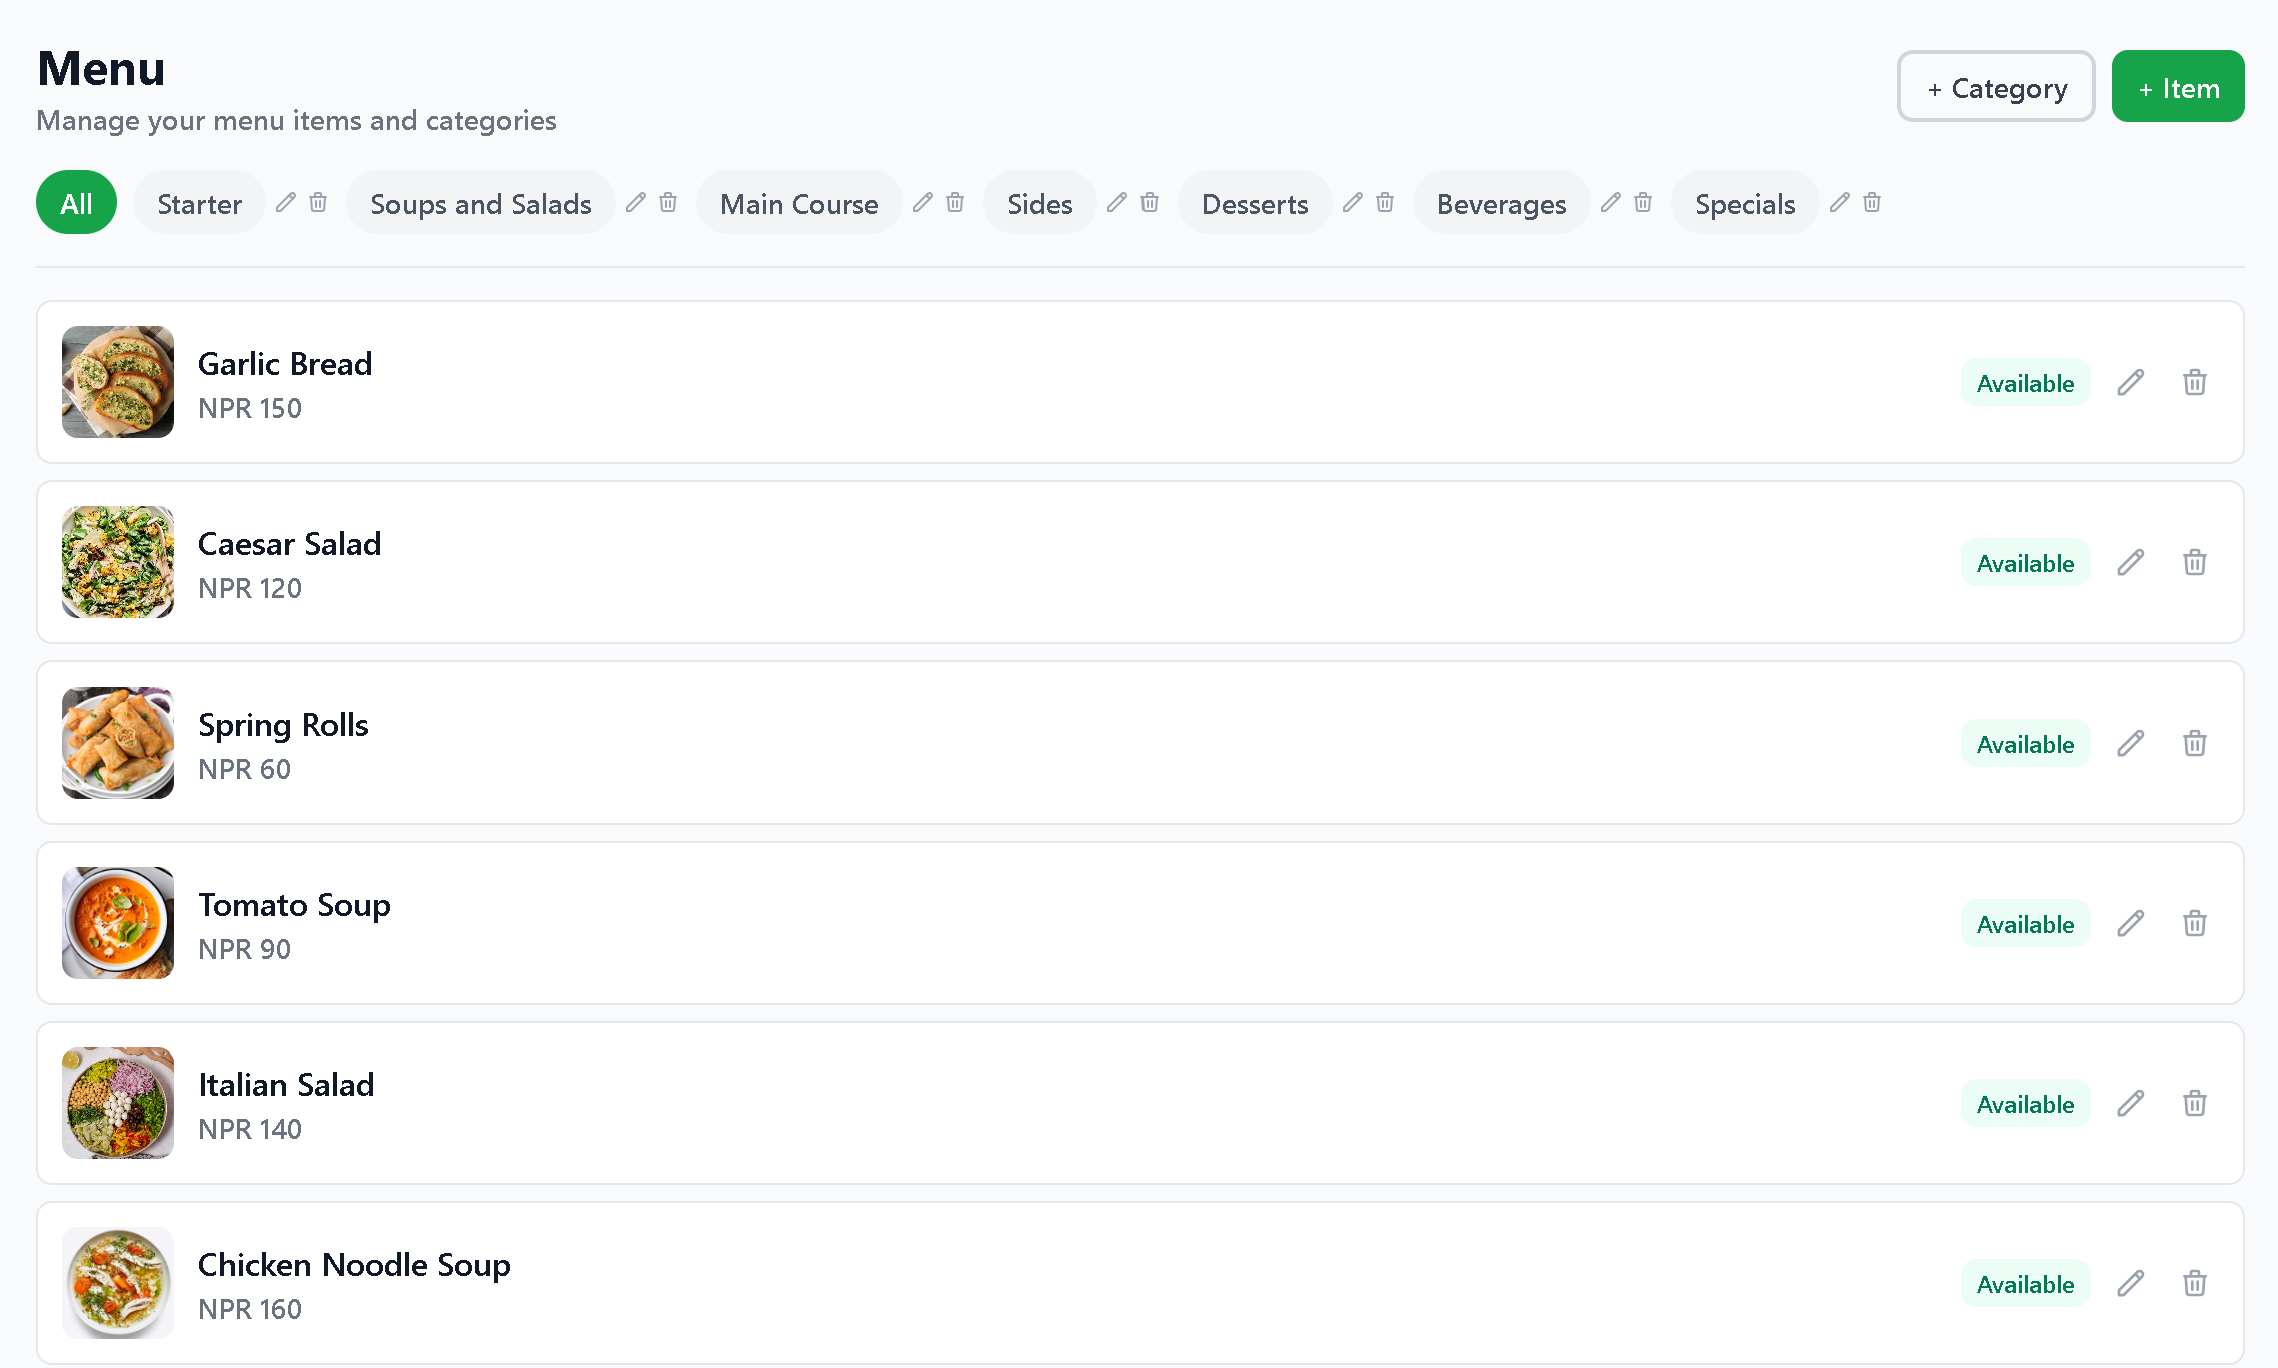 Menu
Manage your menu items and categories
+ Category
+ Item
All
Starter
Soups and Salads
Main Course
Sides
Desserts
Beverages
Specials
Garlic Bread
NPR 150
Available
Caesar Salad
NPR 120
Available
Spring Rolls
NPR 60
Available
Tomato Soup
NPR 90
Available
Italian Salad
NPR 140
Available
Chicken Noodle Soup
NPR 160
Available